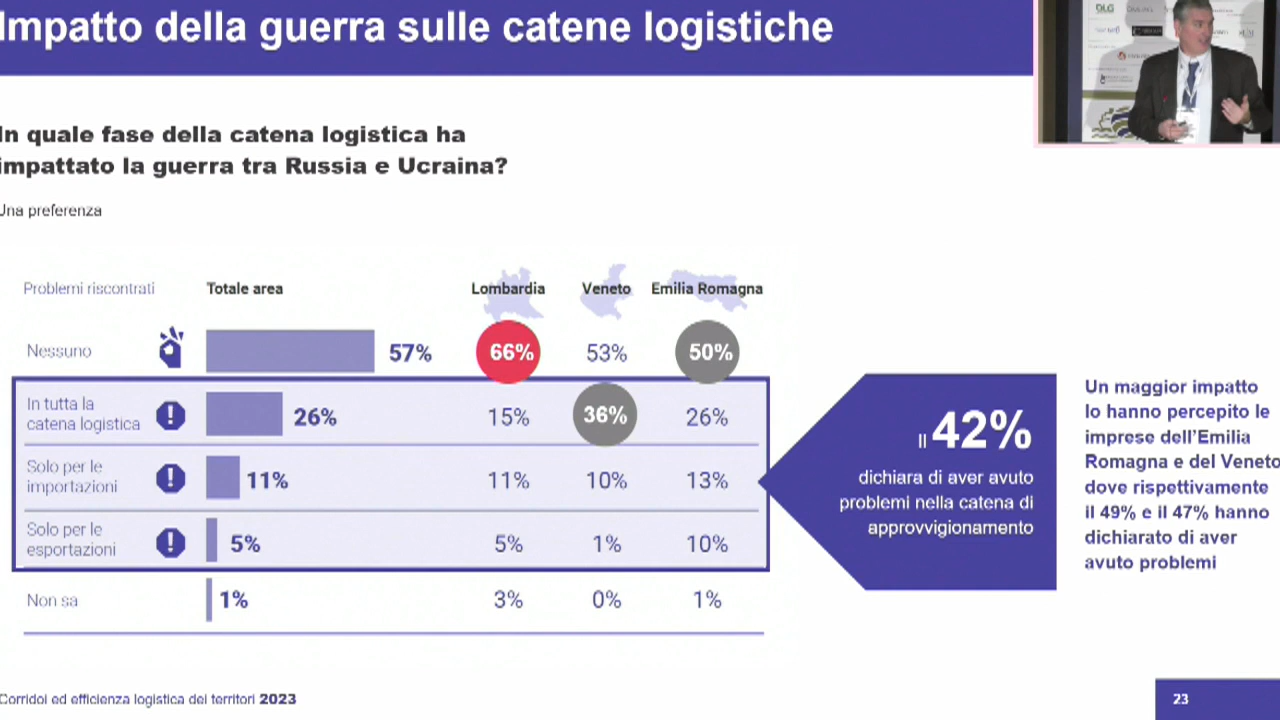 Impatto della guerra sulle catene logistiche
DLG
In quale fase della catena logistica ha
impattato la guerra tra Russia e Ucraina?
Una preferenza
Problemi riscontrati Totale area Lombardia Veneto Emilia Romagna
Nessuno 57% 66% 53% 50%
In tutta la
catena logistica 26% 15% 36% 26%
Solo per le
importazioni 11% 11% 10% 13%
Solo per le
esportazioni 5% 5% 1% 10%
Non sa 1% 3% 0% 1%
Il 42%
dichiara di aver avuto
problemi nella catena di
approvvigionamento
Un maggior impatto
lo hanno percepito le
imprese dell'Emilia
Romagna e del Veneto
dove rispettivamente
il 49% e il 47% hanno
dichiarato di aver
avuto problemi
Corridoi ed efficienza logistica dei territori 2023
23